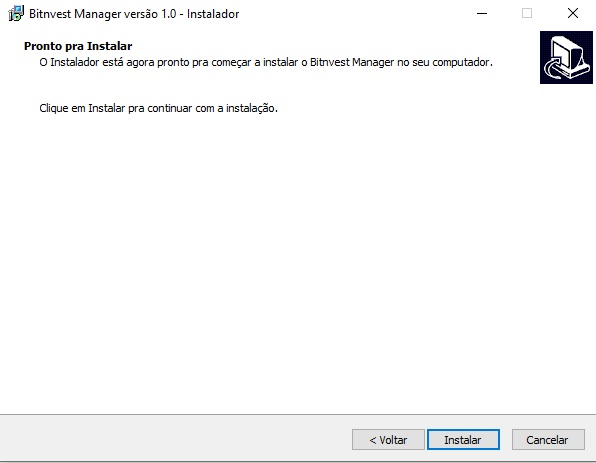 Bitnvest Manager versão 1.0 - Instalador
Pronto pra Instalar
O Instalador está agora pronto pra começar a instalar o Bitnvest Manager no seu computador.
Clique em Instalar pra continuar com a instalação.
< Voltar
Instalar
Cancelar